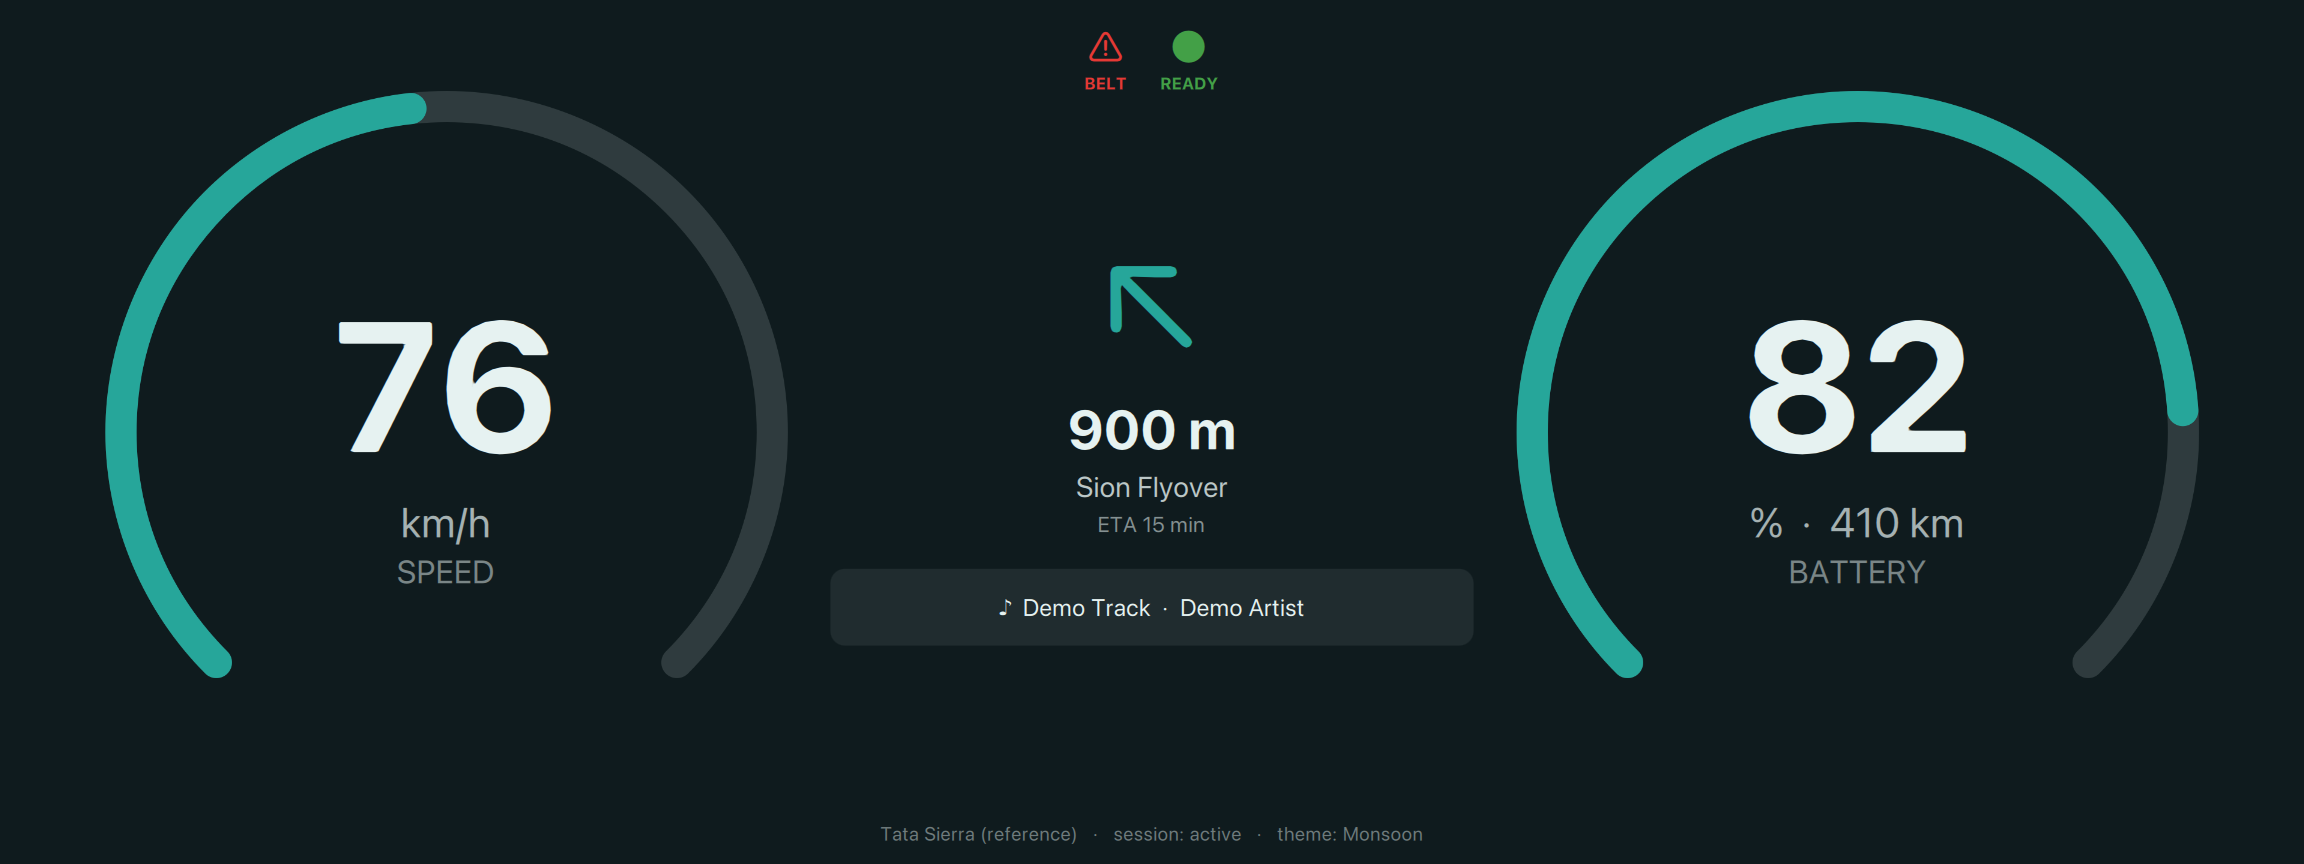 BELT READY
76
km/h
SPEED
900 m
Sion Flyover
ETA 15 min
♪ Demo Track · Demo Artist
82
% · 410 km
BATTERY
Tata Sierra (reference) · session: active · theme: Monsoon